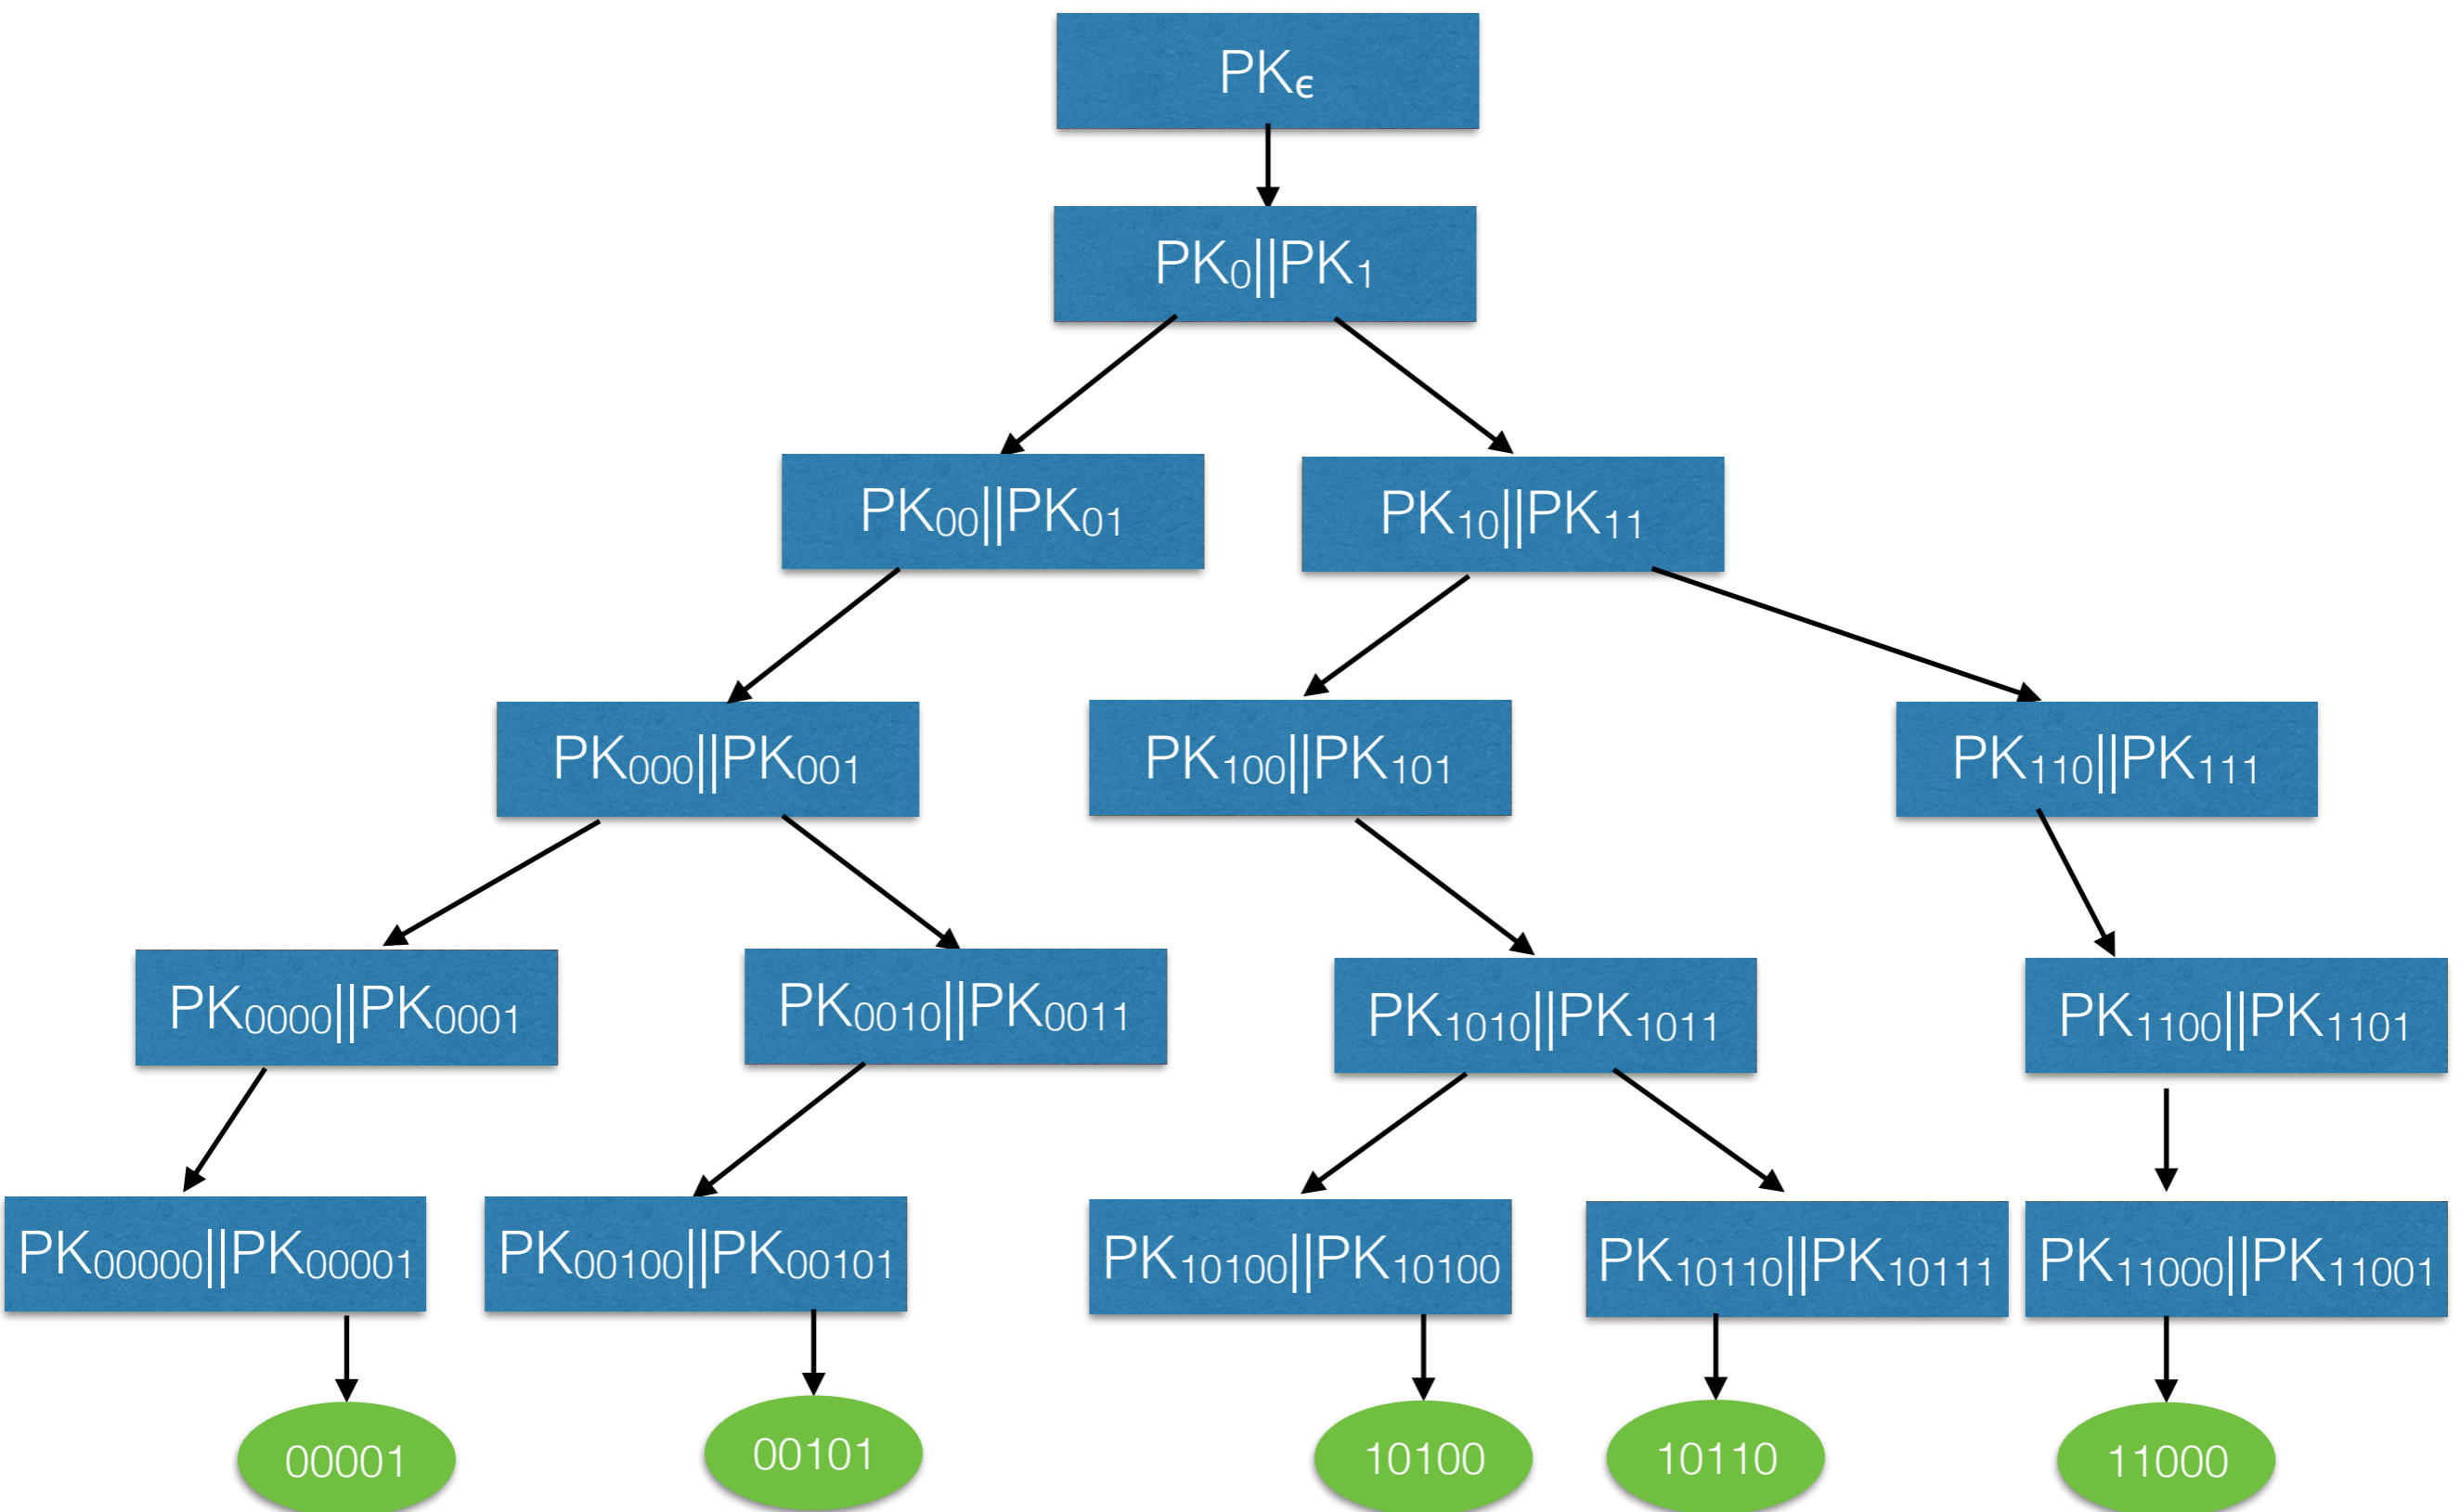 PKϵ
PK0||PK1
PK00||PK01
PK10||PK11
PK000||PK001
PK100||PK101
PK110||PK111
PK0000||PK0001
PK0010||PK0011
PK1010||PK1011
PK1100||PK1101
PK00000||PK00001
PK00100||PK00101
PK10100||PK10100
PK10110||PK10111
PK11000||PK11001
00001
00101
10100
10110
11000